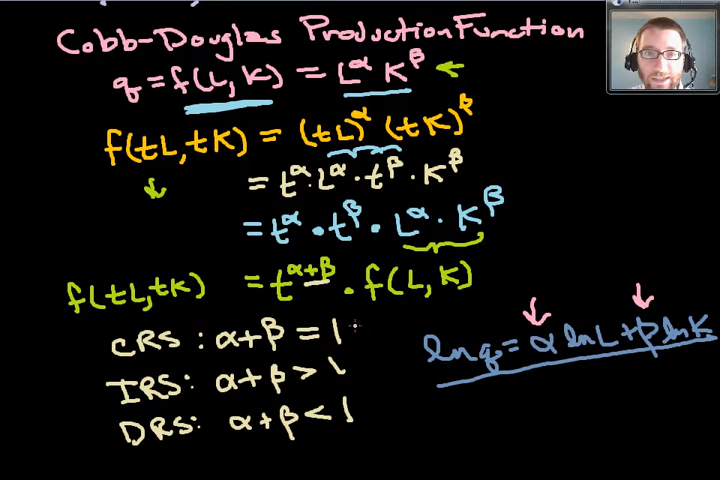 Cobb-Douglas Production Function
q = f(L, K) = L^α K^β
f(tL, tK) = (tL)^α (tK)^β
= t^α · L^α · t^β · K^β
= t^α · t^β · L^α · K^β
f(tL, tK) = t^(α+β) · f(L, K)
CRS: α+β = 1
IRS: α+β > 1
DRS: α+β < 1
ln q = α ln L + β ln K